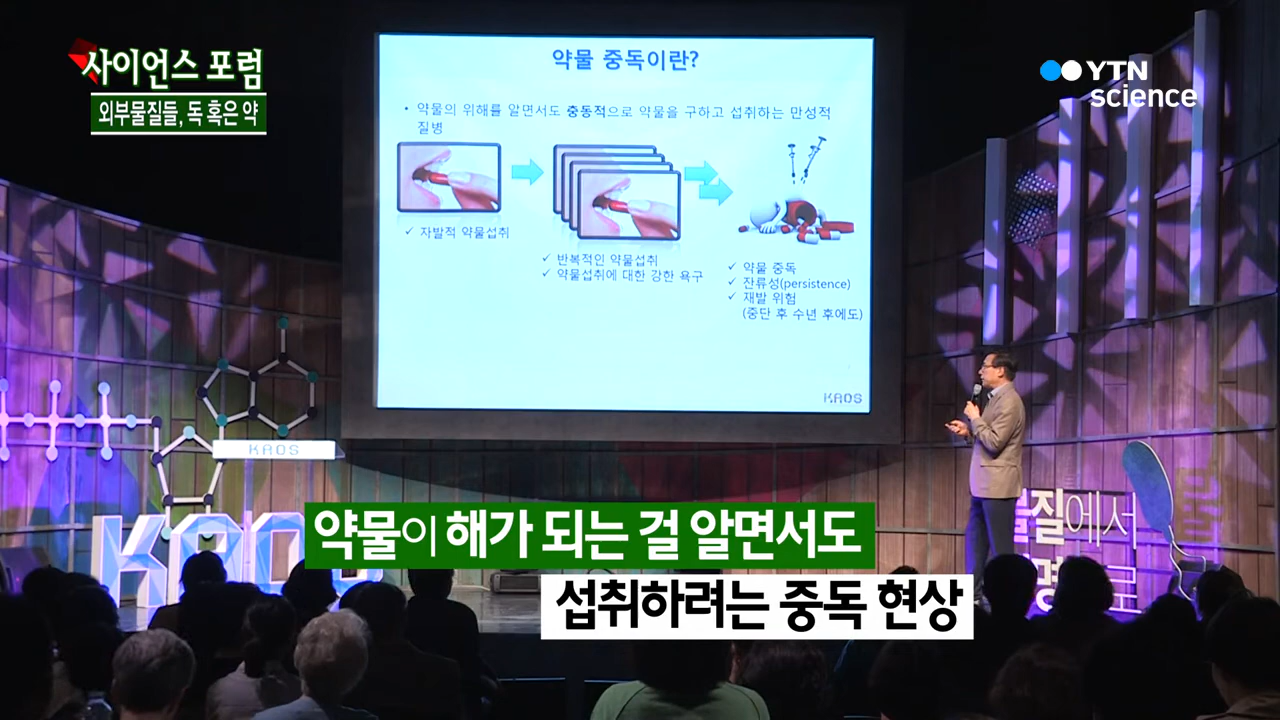 사이언스 포럼
외부물질들, 독 혹은 약
YTN
science
약물 중독이란?
• 약물의 위해를 알면서도 충동적으로 약물을 구하고 섭취하는 만성적
질병
✓ 자발적 약물섭취
✓ 반복적인 약물섭취
✓ 약물섭취에 대한 강한 욕구
✓ 약물 중독
✓ 잔류성(persistence)
✓ 재발 위험
(중단 후 수년 후에도)
KAOS
KAOS
KAOS
질에서
약물이 해가 되는 걸 알면서도
섭취하려는 중독 현상